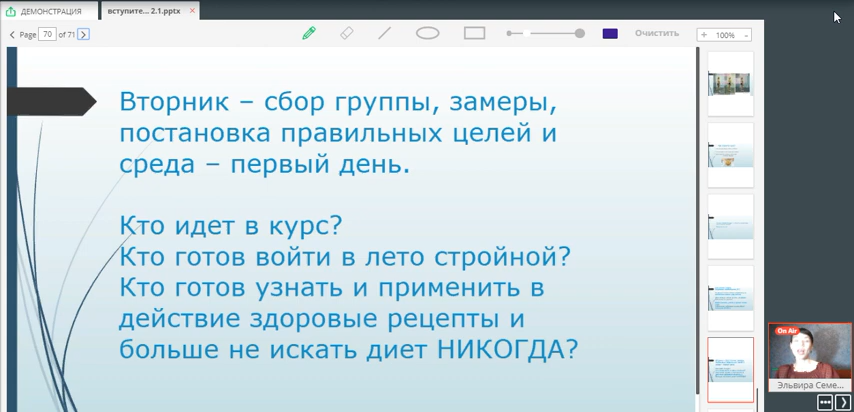 ДЕМОНСТРАЦИЯ
вступите... 2.1.pptx
Page 70 of 71
Очистить
100%
Вторник – сбор группы, замеры,
постановка правильных целей и
среда – первый день.
Кто идет в курс?
Кто готов войти в лето стройной?
Кто готов узнать и применить в
действие здоровые рецепты и
больше не искать диет НИКОГДА?
On Air
Эльвира Семе...